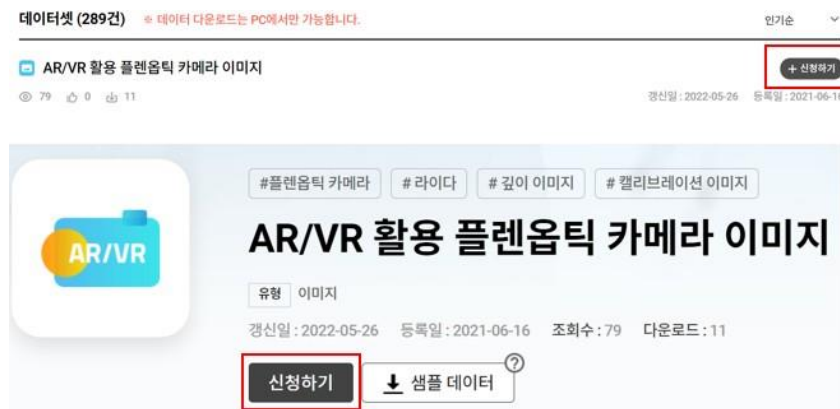 데이터셋 (289건) ※ 데이터 다운로드는 PC에서만 가능합니다. 인기순
AR/VR 활용 플렌옵틱 카메라 이미지 + 신청하기
79 0 11 갱신일 : 2022-05-26 등록일 : 2021-06-16
#플렌옵틱 카메라 # 라이다 # 깊이 이미지 # 캘리브레이션 이미지
AR/VR
AR/VR 활용 플렌옵틱 카메라 이미지
유형 이미지
갱신일 : 2022-05-26 등록일 : 2021-06-16 조회수 : 79 다운로드 : 11
신청하기 샘플 데이터 ?